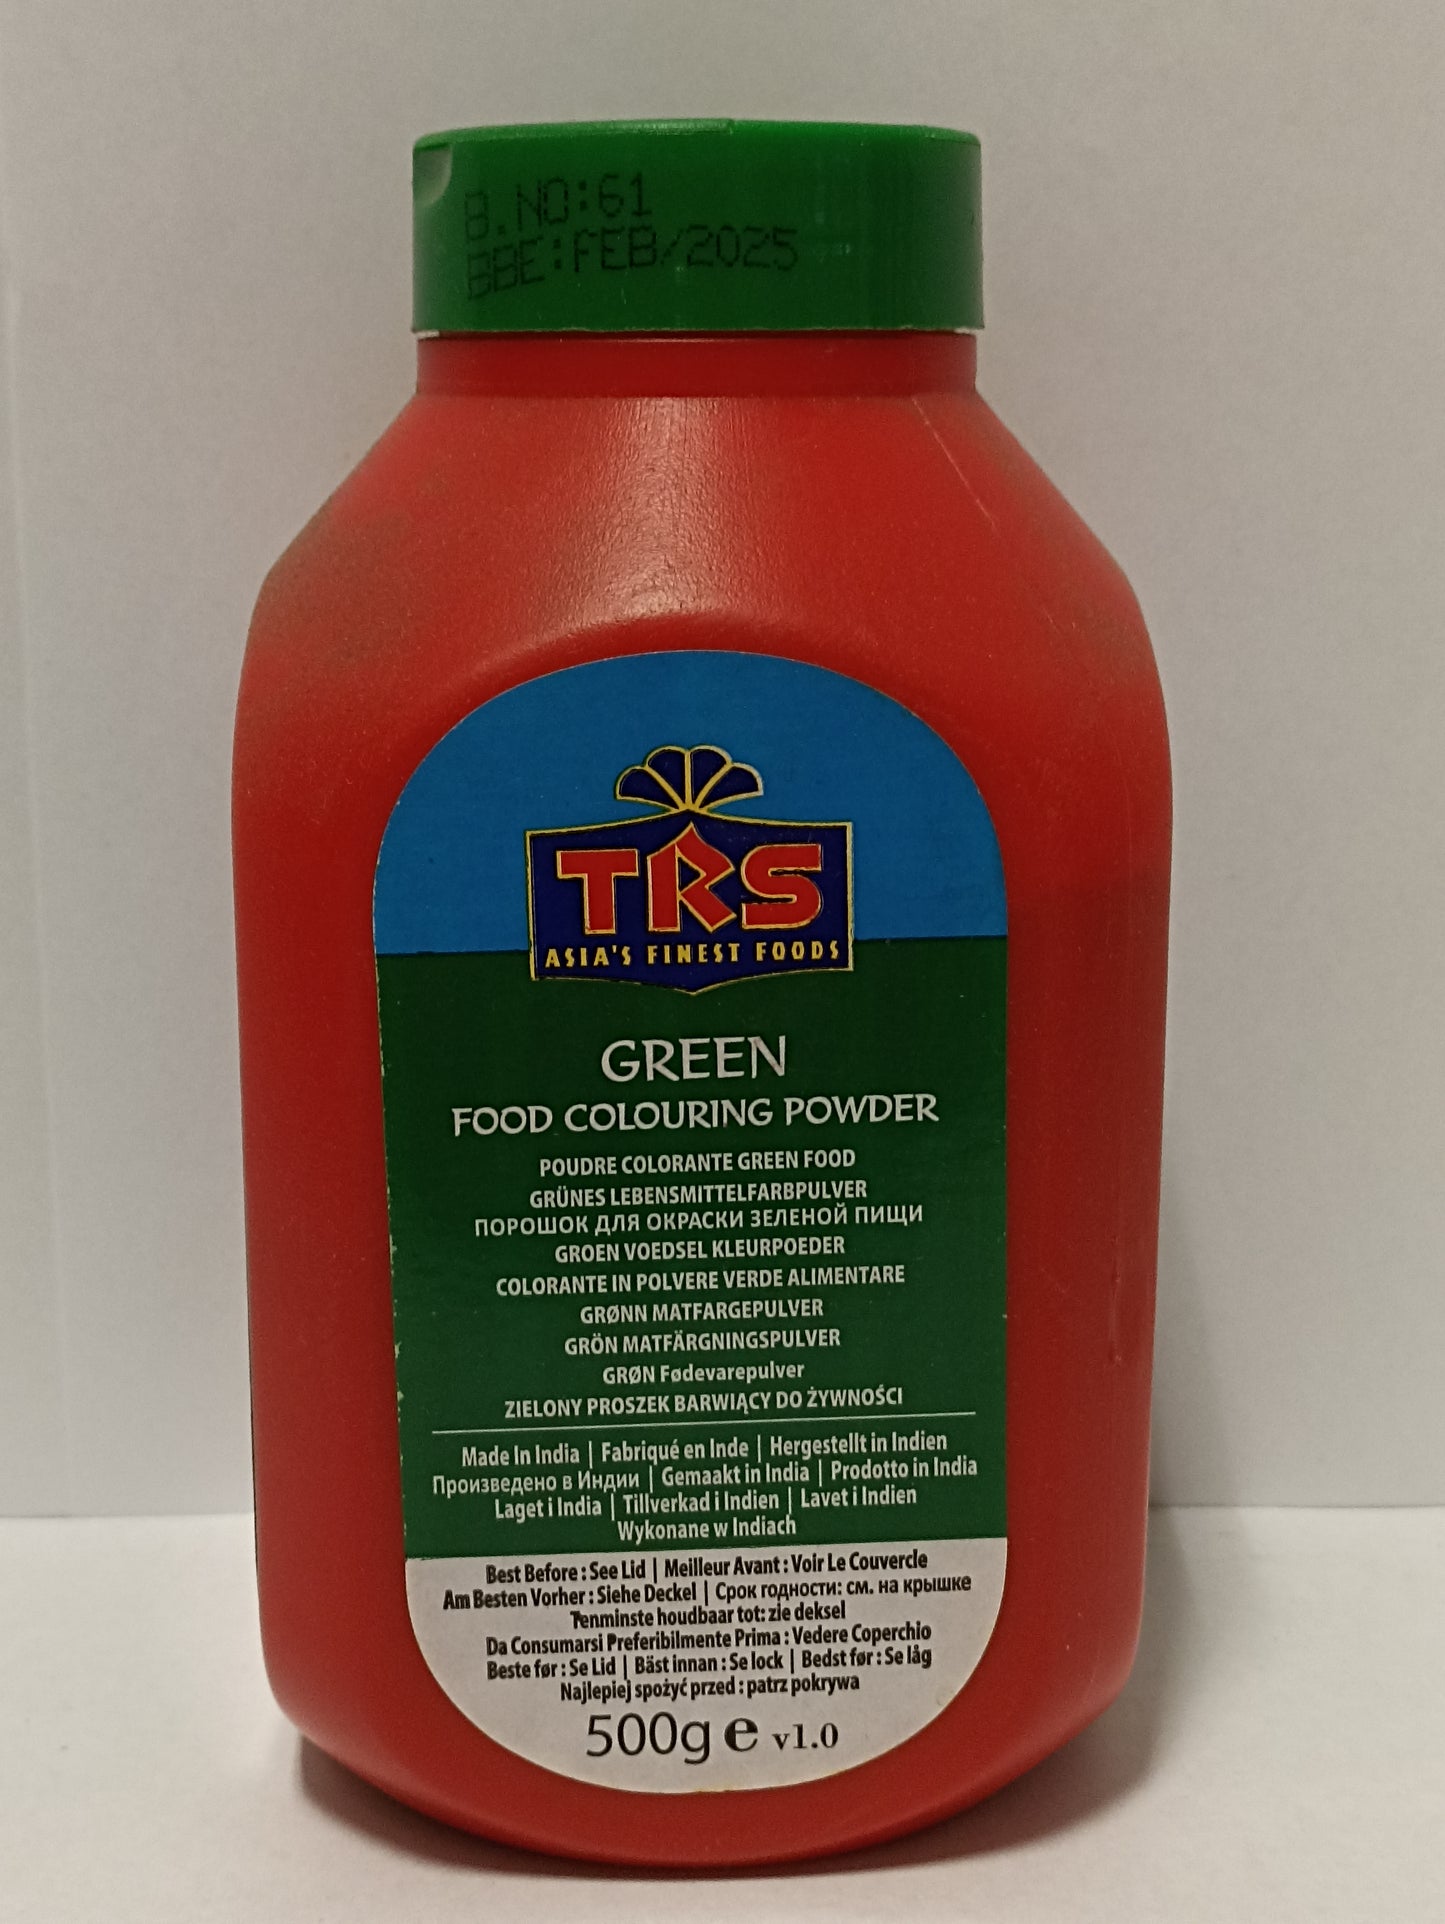 B.NO:61
BBE:FEB/2025
TRS
ASIA'S FINEST FOODS
GREEN
FOOD COLOURING POWDER
POUDRE COLORANTE GREEN FOOD
GRÜNES LEBENSMITTELFARBPULVER
ПОРОШОК ДЛЯ ОКРАСКИ ЗЕЛЕНОЙ ПИЩИ
GROEN VOEDSEL KLEURPOEDER
COLORANTE IN POLVERE VERDE ALIMENTARE
GRØNN MATFARGEPULVER
GRÖN MATFÄRGNINGSPULVER
GRØN Fødevarepulver
ZIELONY PROSZEK BARWIĄCY DO ŻYWNOŚCI
Made In India | Fabriqué en Inde | Hergestellt in Indien
Произведено в Индии | Gemaakt in India | Prodotto in India
Laget i India | Tillverkad i Indien | Lavet i Indien
Wykonane w Indiach
Best Before : See Lid | Meilleur Avant : Voir Le Couvercle
Am Besten Vorher : Siehe Deckel | Срок годности: см. на крышке
Tenminste houdbaar tot: zie deksel
Da Consumarsi Preferibilmente Prima : Vedere Coperchio
Beste før : Se Lid | Bäst innan : Se lock | Bedst før : Se låg
Najlepiej spożyć przed : patrz pokrywa
500g e v1.0